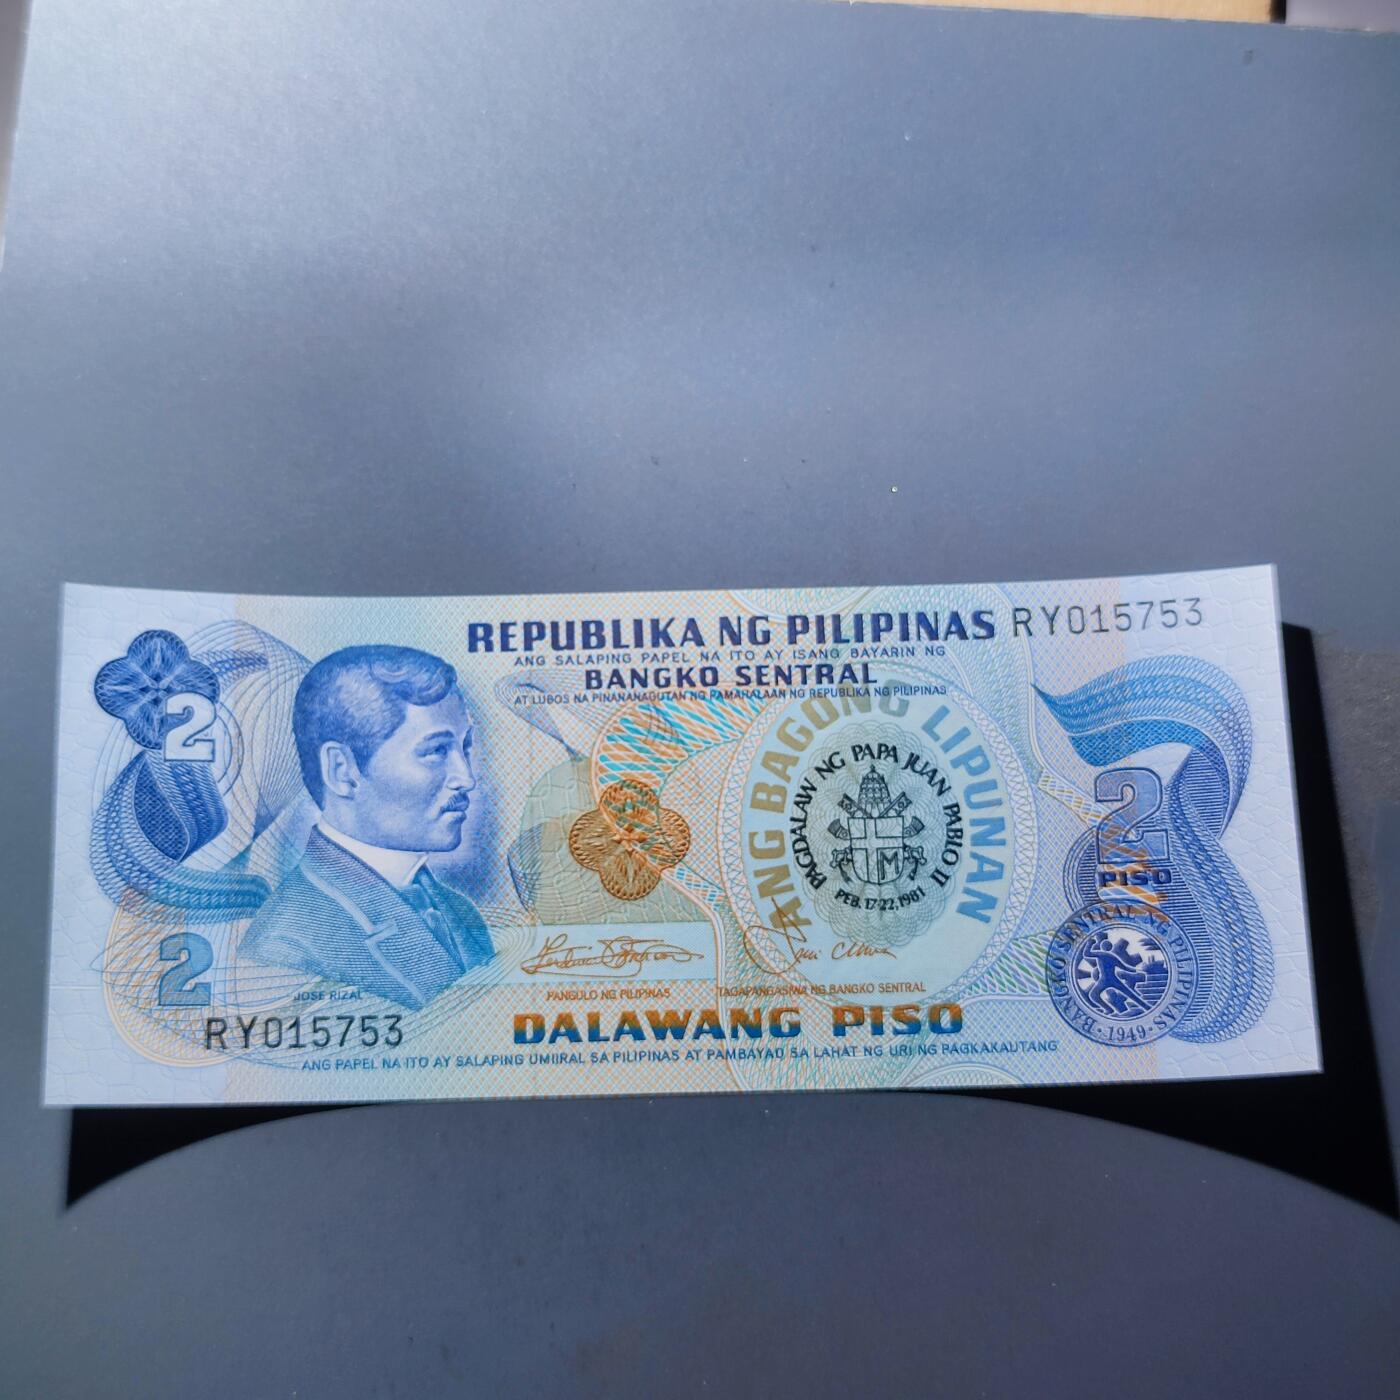 REPUBLIKA NG PILIPINAS
RY015753
ANG SALAPING PAPEL NA ITO AY ISANG BAYARIN NG
BANGKO SENTRAL
AT LUBOS NA PINANANAGUTAN NG PAMAHALAAN NG REPUBLIKA NG PILIPINAS
2
ANG BAGONG LIPUNAN
PAGDALAW NG PAPA JUAN PABLO II
PEB. 17-22, 1981
2
PISO
BANGKO SENTRAL NG PILIPINAS
·1949·
2
JOSE RIZAL
PANGULO NG PILIPINAS
TAGAPANGASIWA NG BANGKO SENTRAL
RY015753
DALAWANG PISO
ANG PAPEL NA ITO AY SALAPING UMIIRAL SA PILIPINAS AT PAMBAYAD SA LAHAT NG URI NG PAGKAKAUTANG